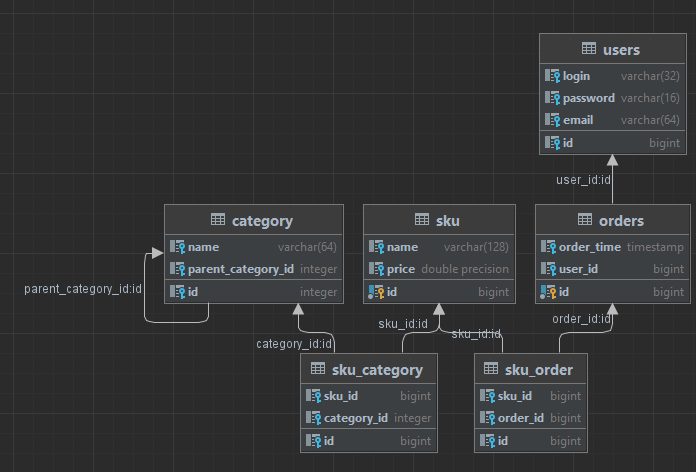 users
login varchar(32)
password varchar(16)
email varchar(64)
id bigint
user_id:id
category
name varchar(64)
parent_category_id integer
id integer
sku
name varchar(128)
price double precision
id bigint
orders
order_time timestamp
user_id bigint
id bigint
parent_category_id:id
category_id:id
sku_id:id
sku_id:id
order_id:id
sku_category
sku_id bigint
category_id integer
id bigint
sku_order
sku_id bigint
order_id bigint
id bigint